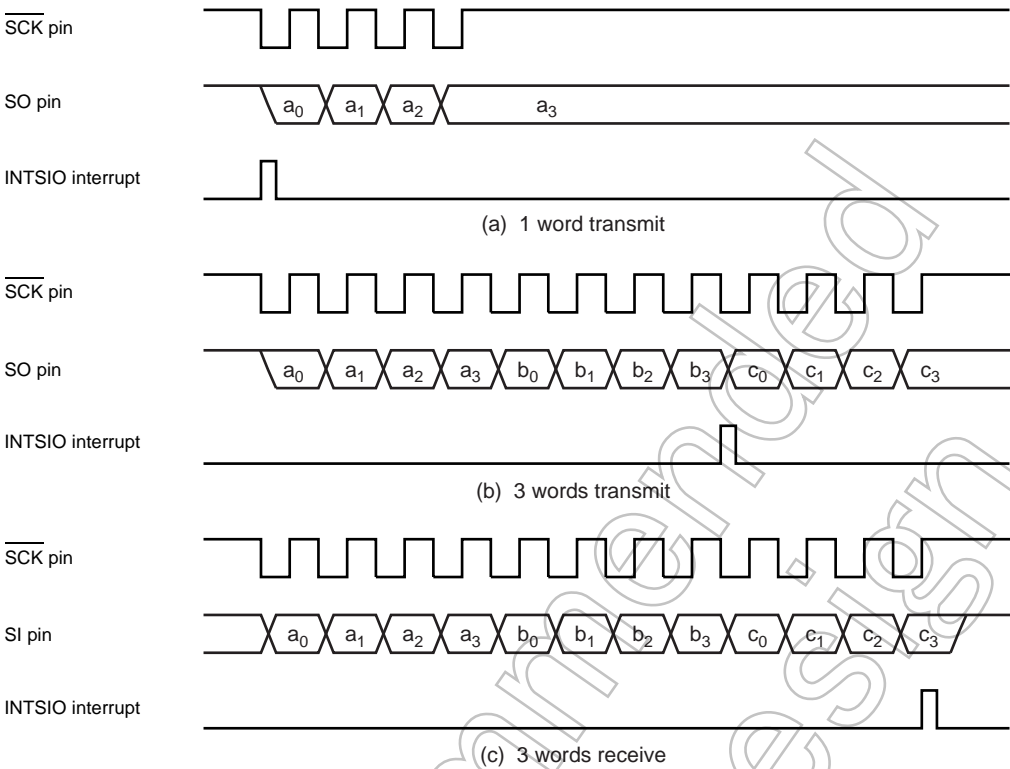 SCK pin
SO pin
a0 a1 a2 a3
INTSIO interrupt
(a) 1 word transmit
SCK pin
SO pin
a0 a1 a2 a3 b0 b1 b2 b3 c0 c1 c2 c3
INTSIO interrupt
(b) 3 words transmit
SCK pin
SI pin
a0 a1 a2 a3 b0 b1 b2 b3 c0 c1 c2 c3
INTSIO interrupt
(c) 3 words receive